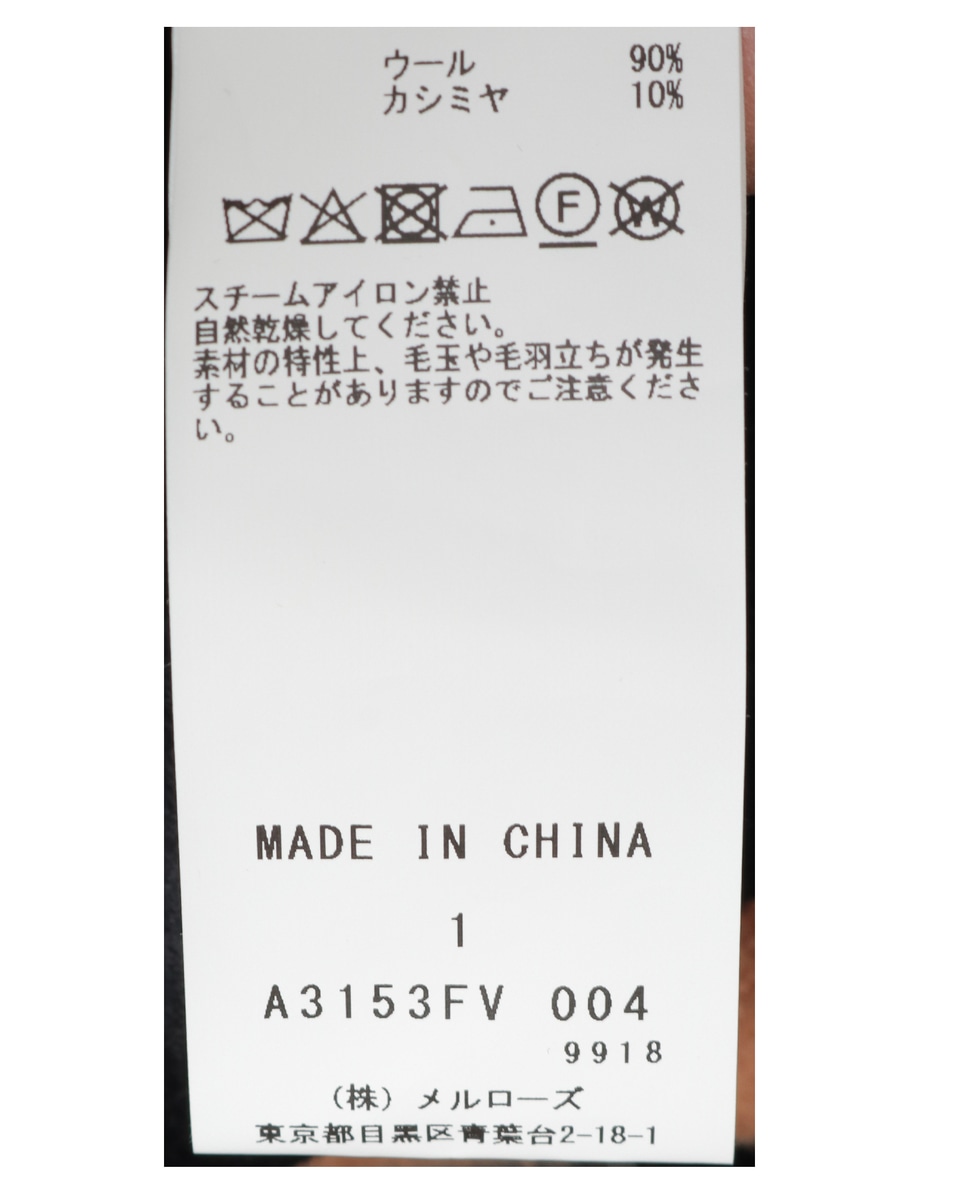 ウール 90%
カシミヤ 10%
F W
スチームアイロン禁止
自然乾燥してください。
素材の特性上、毛玉や毛羽立ちが発生
することがありますのでご注意くださ
い。
MADE IN CHINA
1
A3153FV 004
9918
(株)メルローズ
東京都目黒区青葉台2-18-1